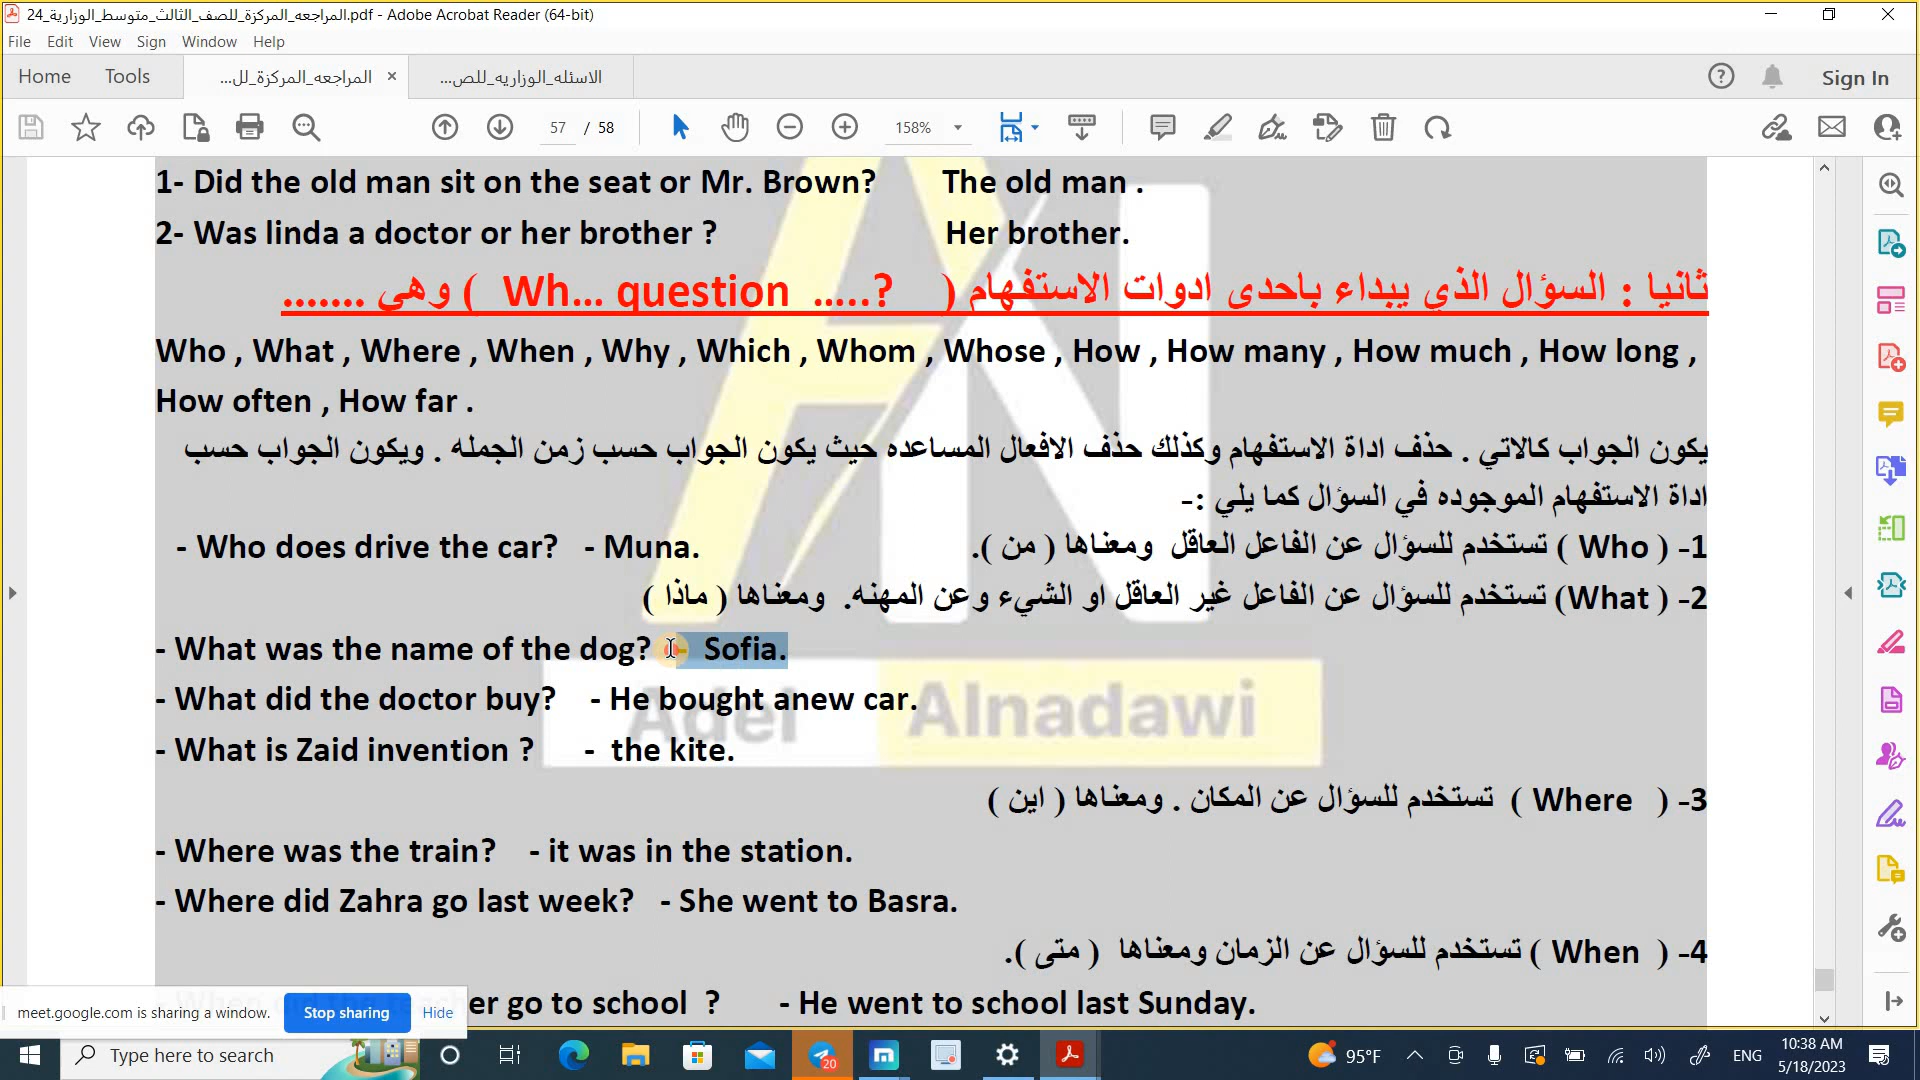 المراجعه_المركزة_للصف_الثالث_متوسط_الوزارية_24.pdf - Adobe Acrobat Reader (64-bit)
File Edit View Sign Window Help
Home Tools المراجعه_المركزة_لل... × الاسئله_الوزاريه_للص... Sign In
57 / 58 158%
1- Did the old man sit on the seat or Mr. Brown? The old man .
2- Was linda a doctor or her brother ? Her brother.
ثانيا : السؤال الذي يبداء باحدى ادوات الاستفهام ( Wh... question .....? ) وهي .......
Who , What , Where , When , Why , Which , Whom , Whose , How , How many , How much , How long ,
How often , How far .
يكون الجواب كالاتي . حذف اداة الاستفهام وكذلك حذف الافعال المساعده حيث يكون الجواب حسب زمن الجمله . ويكون الجواب حسب
اداة الاستفهام الموجوده في السؤال كما يلي :-
1- ( Who ) تستخدم للسؤال عن الفاعل العاقل ومعناها ( من ). - Who does drive the car? - Muna.
2- ( What) تستخدم للسؤال عن الفاعل غير العاقل او الشيء وعن المهنه. ومعناها ( ماذا )
- What was the name of the dog? - Sofia.
- What did the doctor buy? - He bought anew car.
- What is Zaid invention ? - the kite.
Adel Alnadawi
3- ( Where ) تستخدم للسؤال عن المكان . ومعناها ( اين )
- Where was the train? - it was in the station.
- Where did Zahra go last week? - She went to Basra.
4- ( When ) تستخدم للسؤال عن الزمان ومعناها ( متى ).
- When did the teacher go to school ? - He went to school last Sunday.
meet.google.com is sharing a window. Stop sharing Hide
Type here to search 20 95°F ENG 10:38 AM
5/18/2023